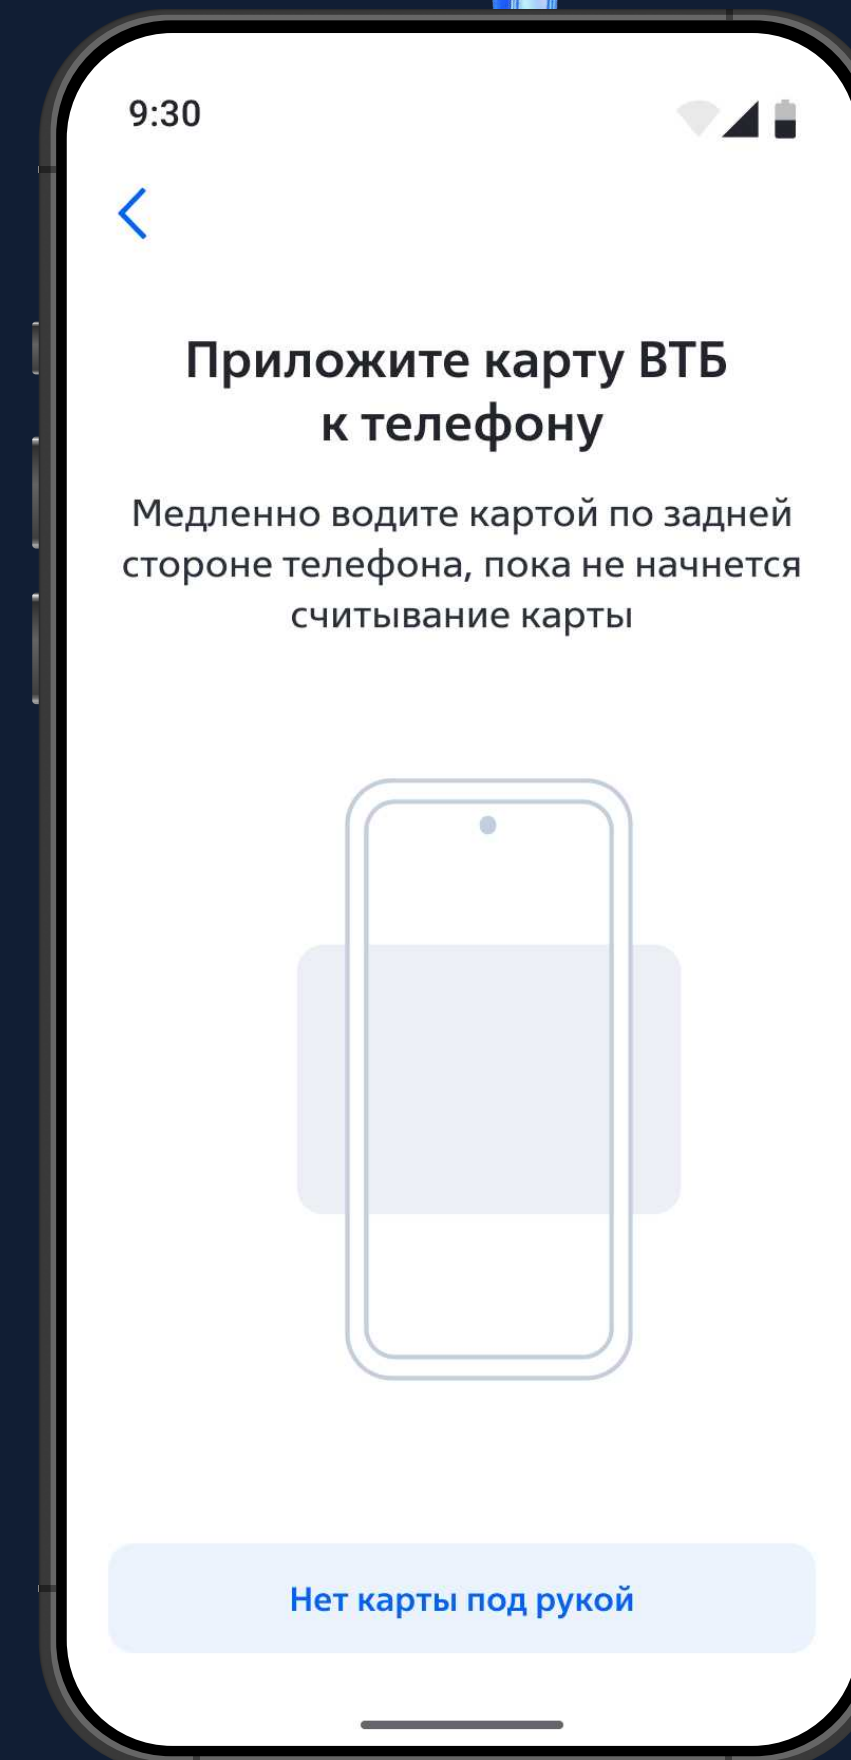 9:30
Приложите карту ВТБ
к телефону
Медленно водите картой по задней
стороне телефона, пока не начнется
считывание карты
Нет карты под рукой